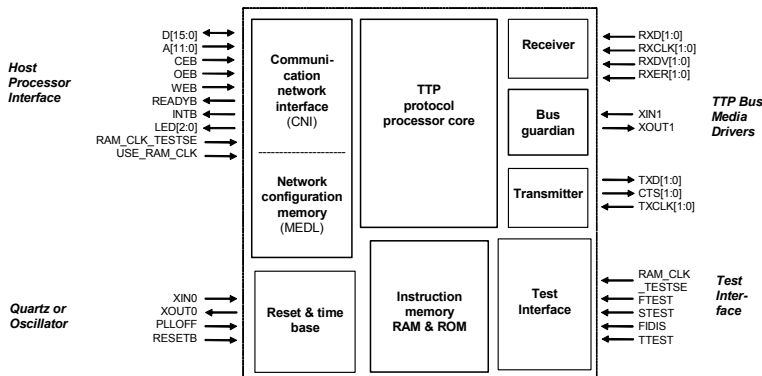 Host
Processor
Interface
D[15:0]
A[11:0]
CEB
OEB
WEB
READYB
INTB
LED[2:0]
RAM_CLK_TESTSE
USE_RAM_CLK
Quartz or
Oscillator
XIN0
XOUT0
PLLOFF
RESETB
Communi-
cation
network
interface
(CNI)
Network
configuration
memory
(MEDL)
TTP
protocol
processor core
Receiver
Bus
guardian
Transmitter
Reset & time
base
Instruction
memory
RAM & ROM
Test
Interface
RXD[1:0]
RXCLK[1:0]
RXDV[1:0]
RXER[1:0]
XIN1
XOUT1
TXD[1:0]
CTS[1:0]
TXCLK[1:0]
TTP Bus
Media
Drivers
RAM_CLK
_TESTSE
FTEST
STEST
FIDIS
TTEST
Test
Inter-
face